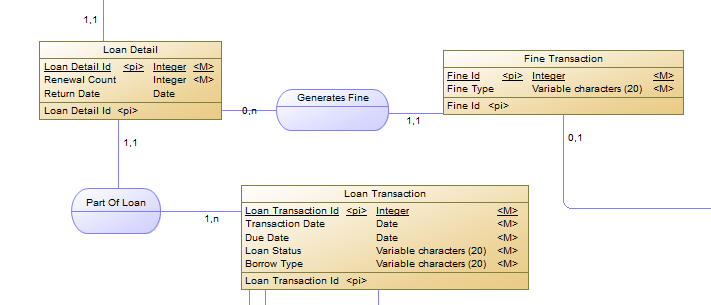 1,1
Loan Detail
Loan Detail Id <pi> Integer <M>
Renewal Count Integer <M>
Return Date Date
Loan Detail Id <pi>
0,n
Generates Fine
1,1
Fine Transaction
Fine Id <pi> Integer <M>
Fine Type Variable characters (20) <M>
Fine Id <pi>
0,1
1,1
Part Of Loan
1,n
Loan Transaction
Loan Transaction Id <pi> Integer <M>
Transaction Date Date <M>
Due Date Date <M>
Loan Status Variable characters (20) <M>
Borrow Type Variable characters (20) <M>
Loan Transaction Id <pi>